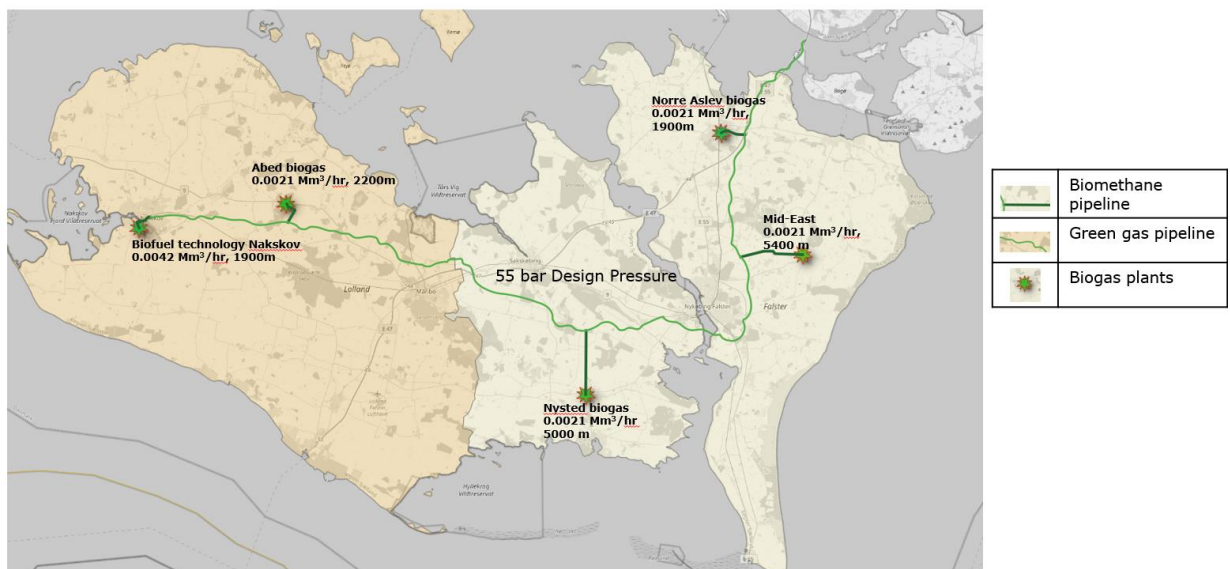 Norre Aslev biogas
0.0021 Mm³/hr,
1900m
Abed biogas
0.0021 Mm³/hr, 2200m
Mid-East
0.0021 Mm³/hr,
5400 m
Biofuel technology Nakskov
0.0042 Mm³/hr, 1900m
55 bar Design Pressure
Lolland
Falster
Nykøbing Falster
Nysted biogas
0.0021 Mm³/hr
5000 m
Biomethane
pipeline
Green gas pipeline
Biogas plants